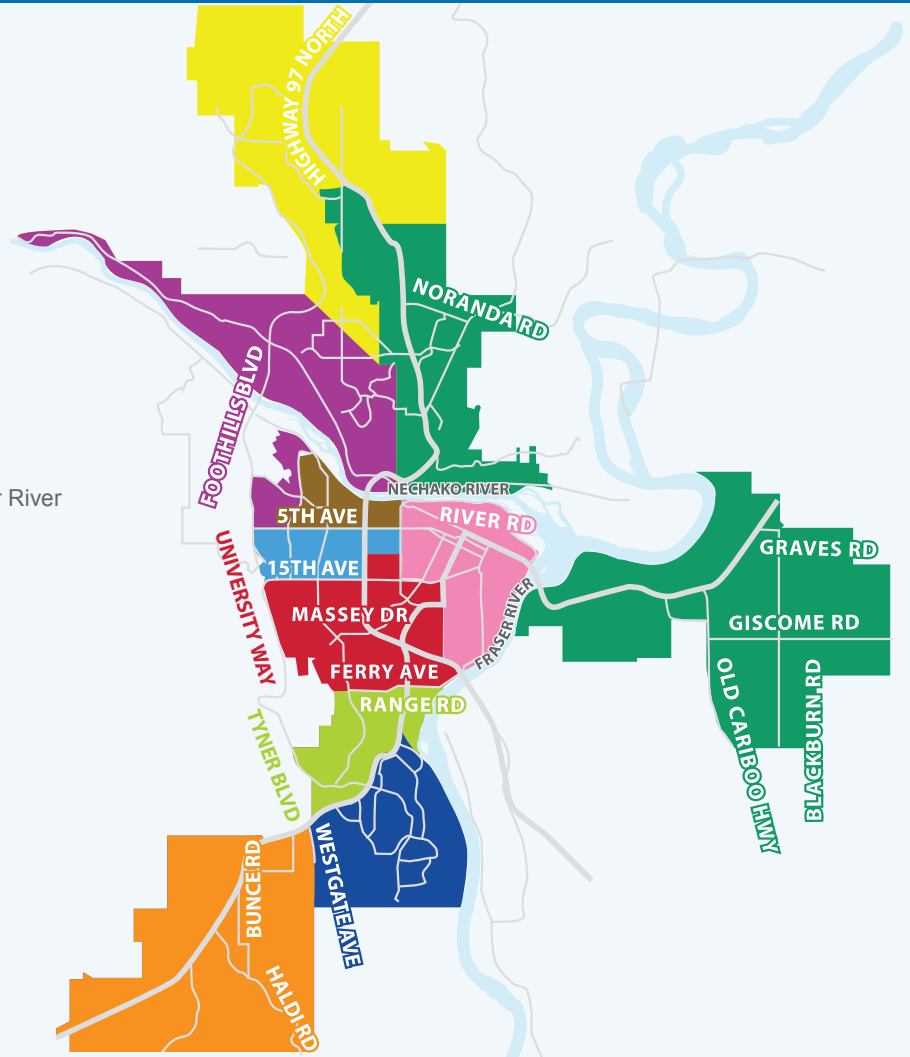 HIGHWAY 97 NORTH
NORANDA RD
FOOTHILLS BLVD
r River
NECHAKO RIVER
5TH AVE
RIVER RD
UNIVERSITY WAY
15TH AVE
GRAVES RD
MASSEY DR
FRASER RIVER
GISCOME RD
FERRY AVE
OLD CARIBOO HWY
BLACKBURN RD
RANGE RD
TYNER BLVD
WESTGATE AVE
BUNCE RD
HALDI RD